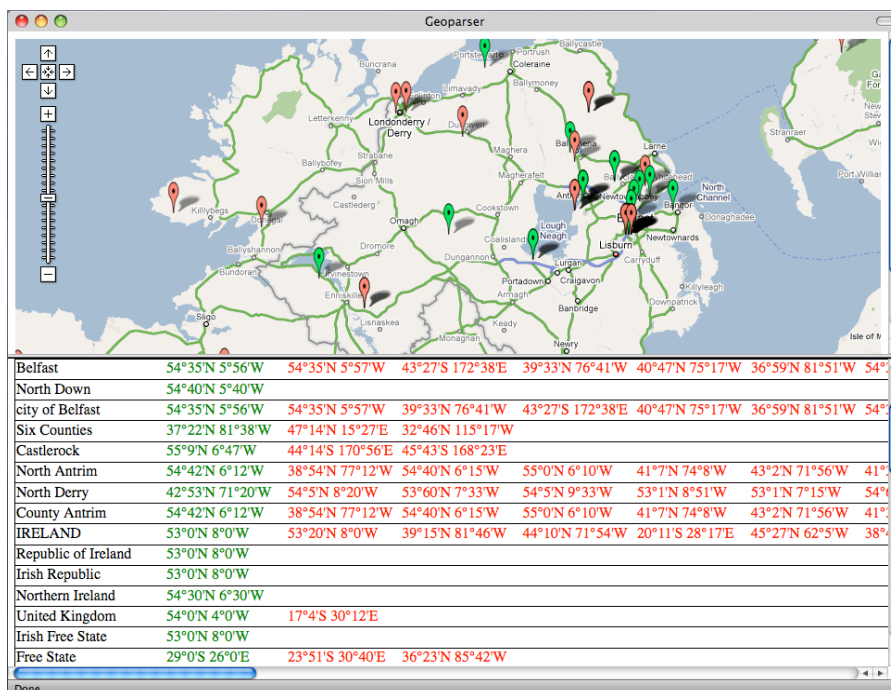 Geoparser
Ballycastle
Portrush
Buncrana
Coleraine
Limavady
Ballymoney
Letterkenny
Londonderry /
Derry
Stranraer
Larne
Strabane
Maghera
Ballybofey
Sion Mills
Magherafelt
Port William
Castlederg
Cookstown
North
Channel
Killybegs
Bangor
Donaghadee
Omagh
Lough
Neagh
Coalisland
Newtownards
Ballyshannon
Dromore
Lisburn
Dungannon
Carryduff
Bundoran
Irvinestown
Lurgan
Portadown
Craigavon
Killyleagh
Enniskillen
Armagh
Downpatrick
Banbridge
Sligo
Lisnaskea
Keady
Monaghan
Newry
Isle of M
Belfast 54°35'N 5°56'W 54°35'N 5°57'W 43°27'S 172°38'E 39°33'N 76°41'W 40°47'N 75°17'W 36°59'N 81°51'W
North Down 54°40'N 5°40'W
city of Belfast 54°35'N 5°56'W 54°35'N 5°57'W 39°33'N 76°41'W 43°27'S 172°38'E 40°47'N 75°17'W 36°59'N 81°51'W
Six Counties 37°22'N 81°38'W 47°14'N 15°27'E 32°46'N 115°17'W
Castlerock 55°9'N 6°47'W 44°14'S 170°56'E 45°43'S 168°23'E
North Antrim 54°42'N 6°12'W 38°54'N 77°12'W 54°40'N 6°15'W 55°0'N 6°10'W 41°7'N 74°8'W 43°2'N 71°56'W
North Derry 42°53'N 71°20'W 54°5'N 8°20'W 53°60'N 7°33'W 54°5'N 9°33'W 53°1'N 8°51'W 53°1'N 7°15'W
County Antrim 54°42'N 6°12'W 38°54'N 77°12'W 54°40'N 6°15'W 55°0'N 6°10'W 41°7'N 74°8'W 43°2'N 71°56'W
IRELAND 53°0'N 8°0'W 53°20'N 8°0'W 39°15'N 81°46'W 44°10'N 71°54'W 20°11'S 28°17'E 45°27'N 62°5'W
Republic of Ireland 53°0'N 8°0'W
Irish Republic 53°0'N 8°0'W
Northern Ireland 54°30'N 6°30'W
United Kingdom 54°0'N 4°0'W 17°4'S 30°12'E
Irish Free State 53°0'N 8°0'W
Free State 29°0'S 26°0'E 23°51'S 30°40'E 36°23'N 85°42'W
Done